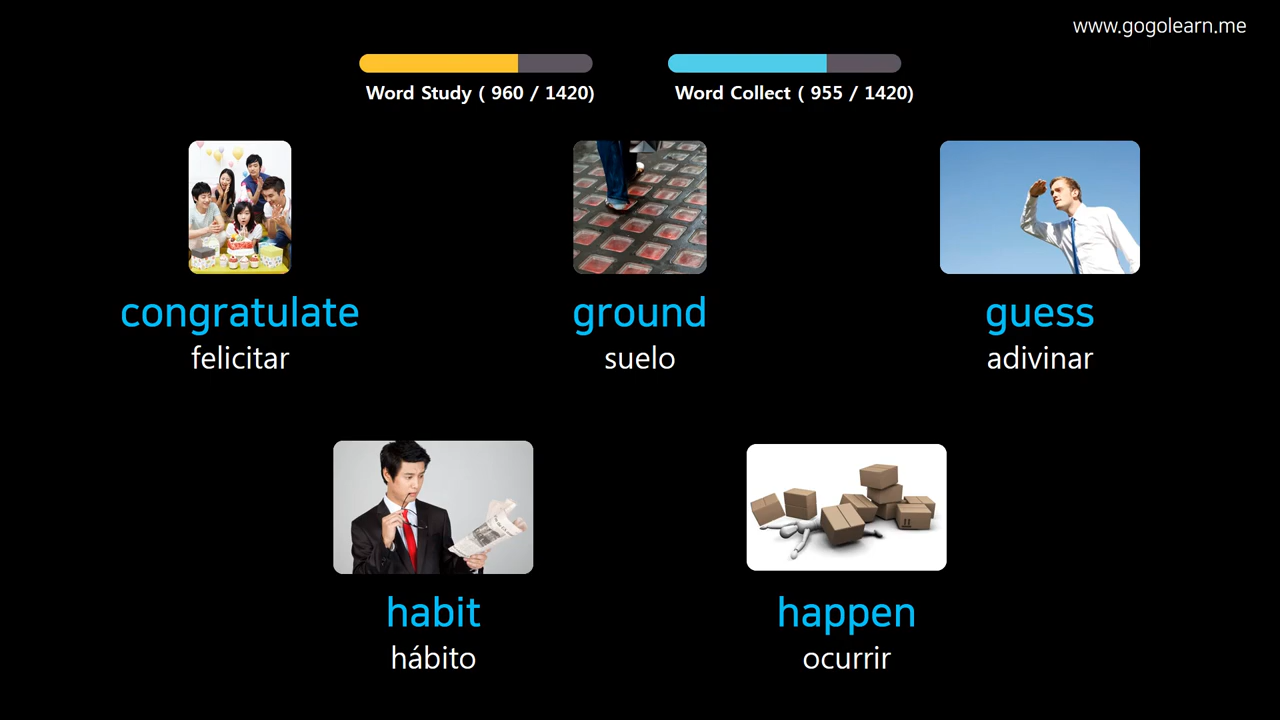 www.gogolearn.me
Word Study ( 960 / 1420)
Word Collect ( 955 / 1420)
congratulate
felicitar
ground
suelo
guess
adivinar
habit
hábito
happen
ocurrir